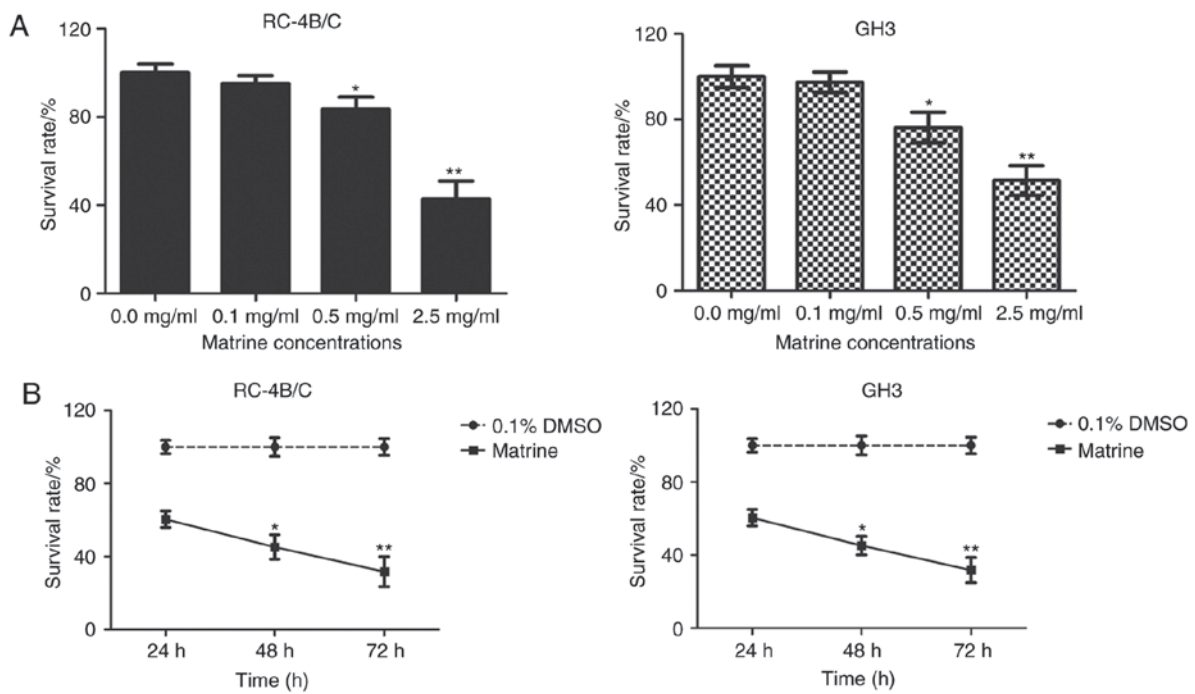 A
RC-4B/C
120
80
40
0
Survival rate/%
*
**
0.0 mg/ml 0.1 mg/ml 0.5 mg/ml 2.5 mg/ml
Matrine concentrations
GH3
120
80
40
0
Survival rate/%
*
**
0.0 mg/ml 0.1 mg/ml 0.5 mg/ml 2.5 mg/ml
Matrine concentrations
B
RC-4B/C
120
80
40
0
Survival rate/%
*
**
24 h 48 h 72 h
Time (h)
0.1% DMSO
Matrine
GH3
120
80
40
0
Survival rate/%
*
**
24 h 48 h 72 h
Time (h)
0.1% DMSO
Matrine